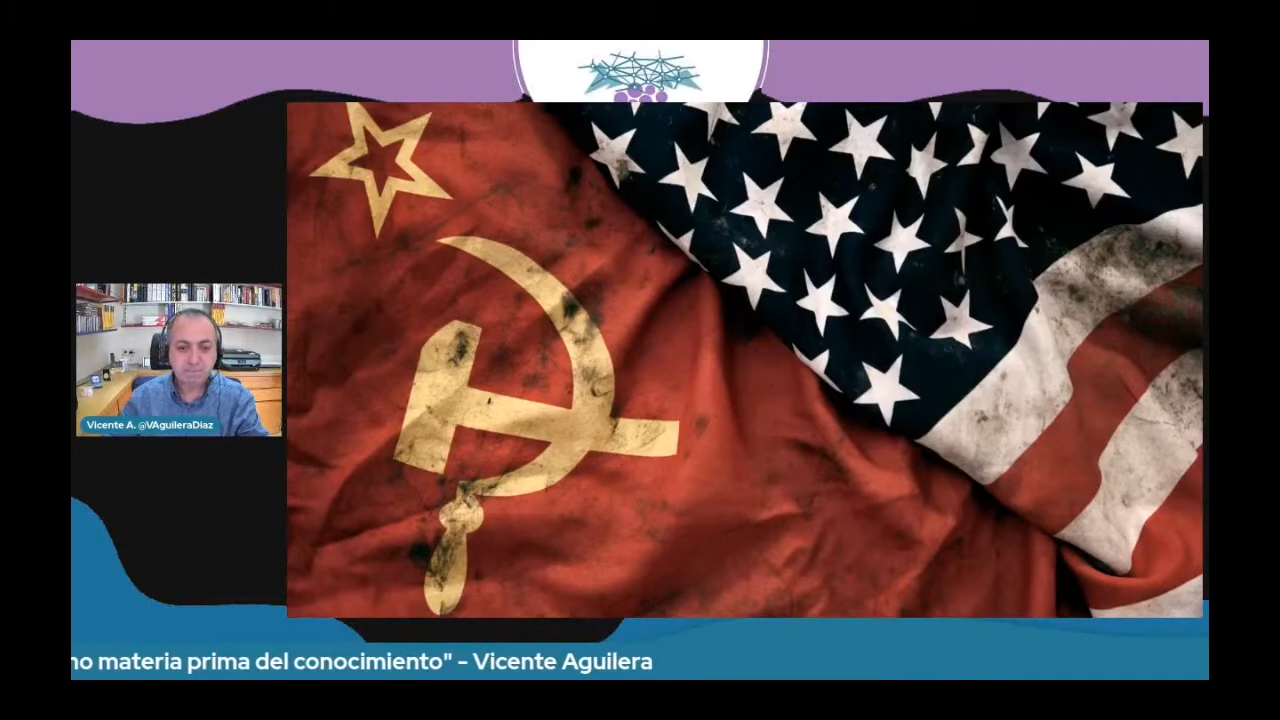 Vicente A. @VAguileraDiaz
no materia prima del conocimiento" - Vicente Aguilera